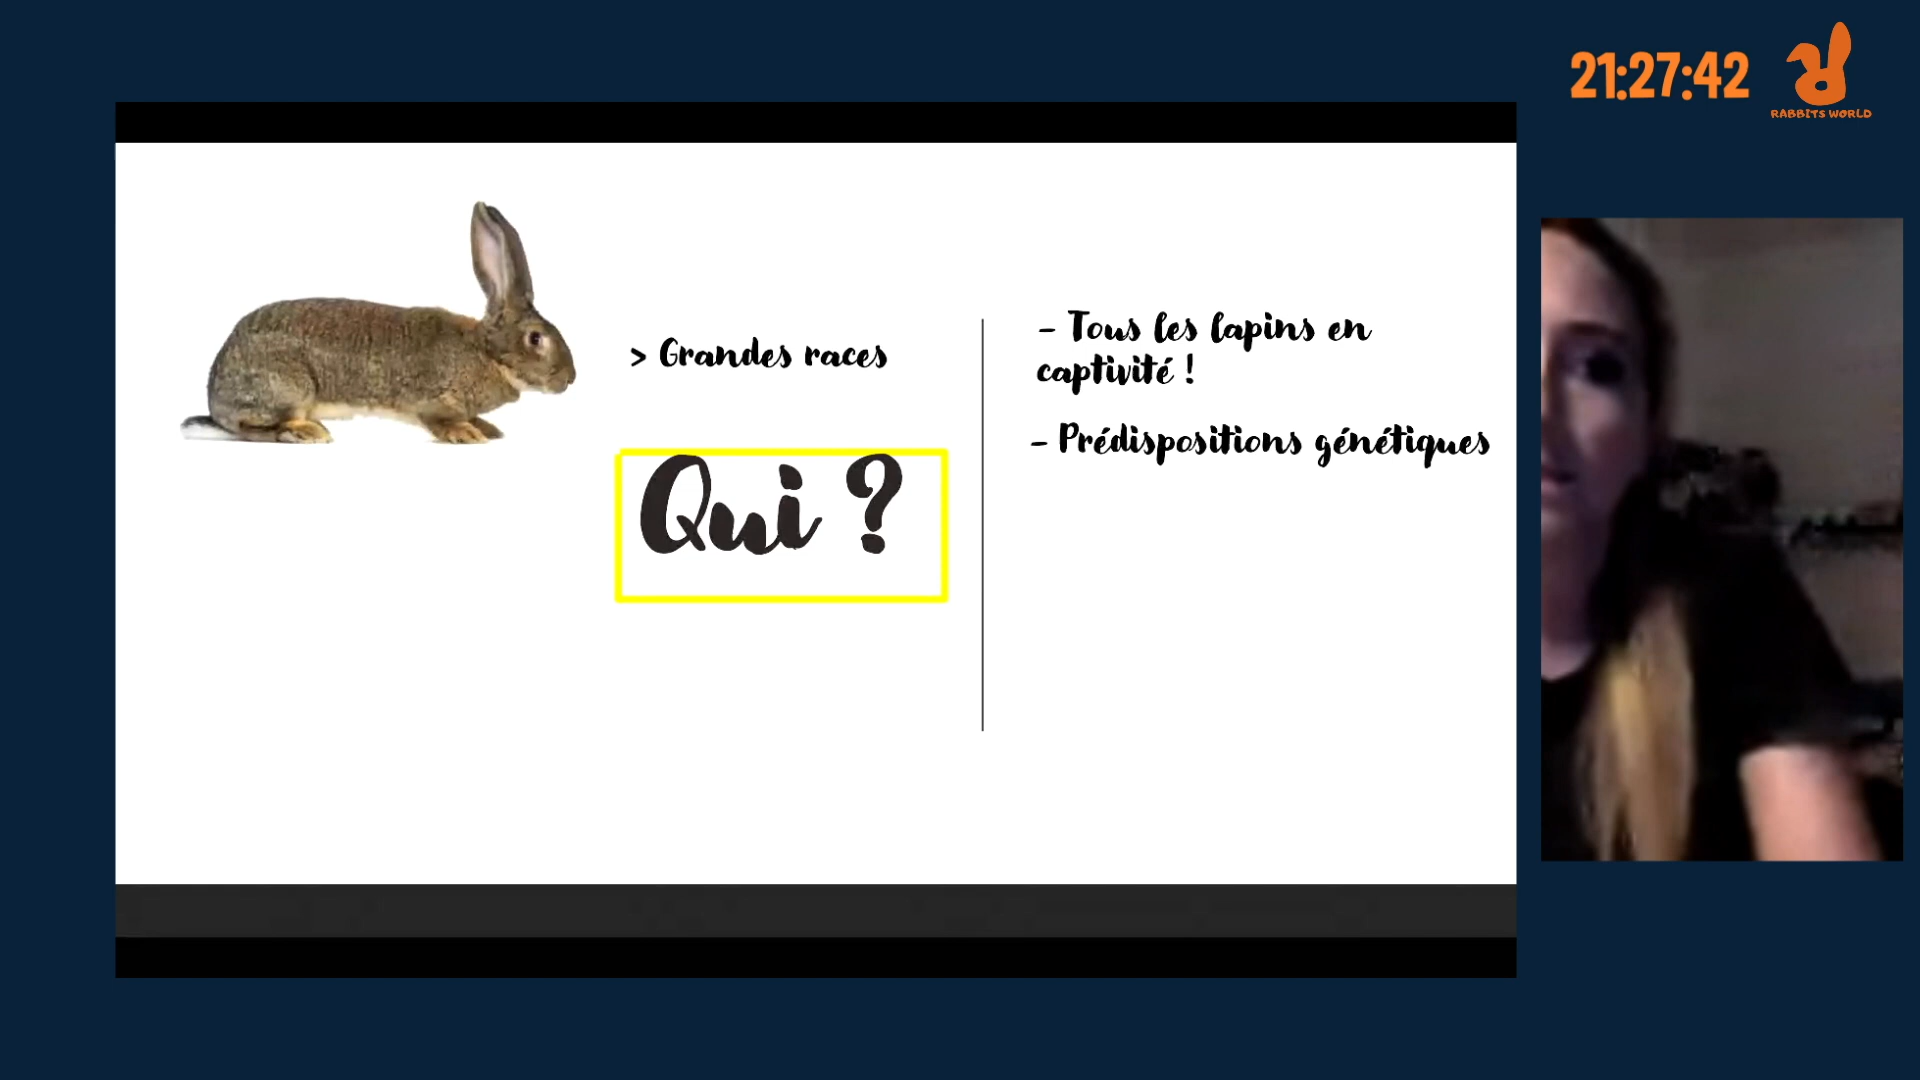 21:27:42
RABBITS WORLD
> Grandes races
Qui ?
- Tous les lapins en
captivité !
- Prédispositions génétiques